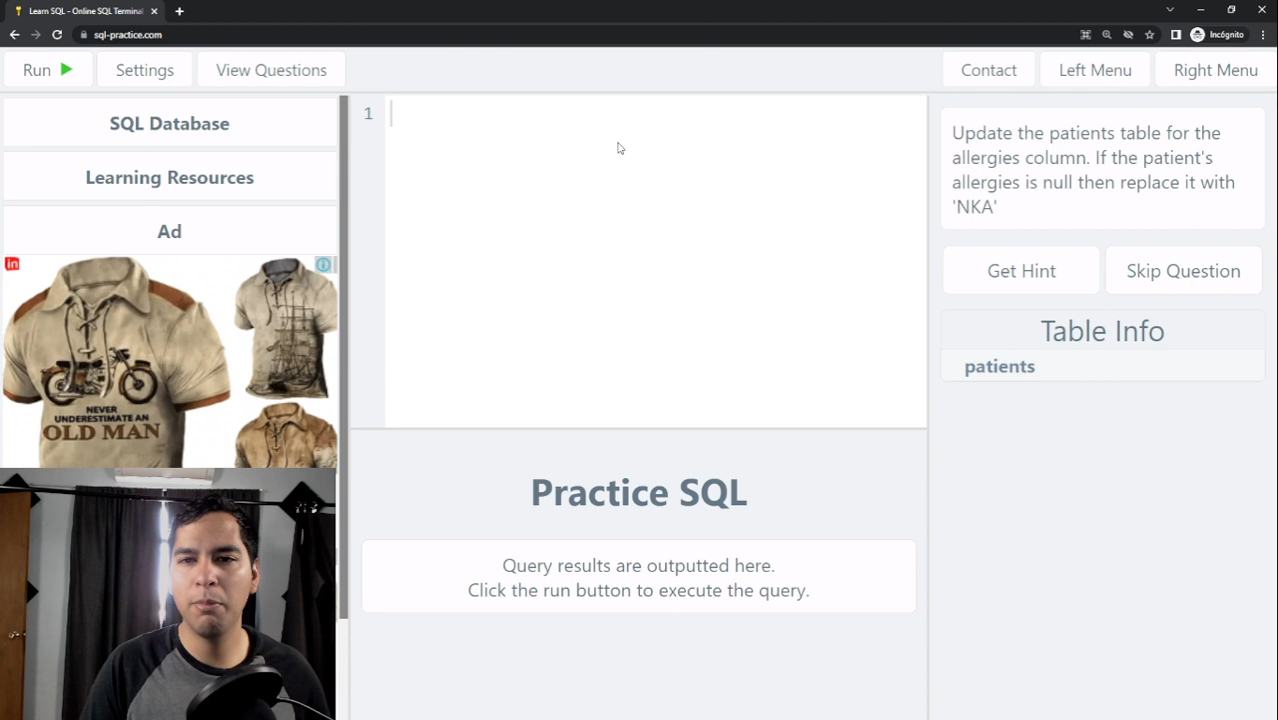 Learn SQL - Online SQL Terminal
sql-practice.com
Incógnito
Run
Settings
View Questions
Contact
Left Menu
Right Menu
SQL Database
Learning Resources
Ad
in
NEVER
UNDERESTIMATE AN
OLD MAN
1
Update the patients table for the
allergies column. If the patient's
allergies is null then replace it with
'NKA'
Get Hint
Skip Question
Table Info
patients
Practice SQL
Query results are outputted here.
Click the run button to execute the query.